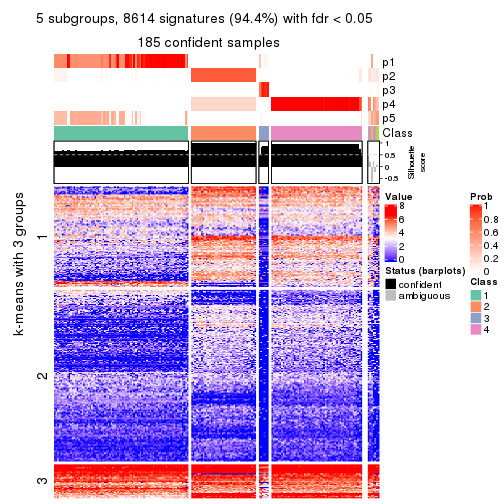 5 subgroups, 8614 signatures (94.4%) with fdr < 0.05
185 confident samples
p1
p2
p3
p4
p5
Class
1
0.5
0
-0.5
Silhouette
score
k-means with 3 groups
1
2
3
Value
8
6
4
2
0
Status (barplots)
confident
ambiguous
Prob
1
0.8
0.6
0.4
0.2
0
Class
1
2
3
4